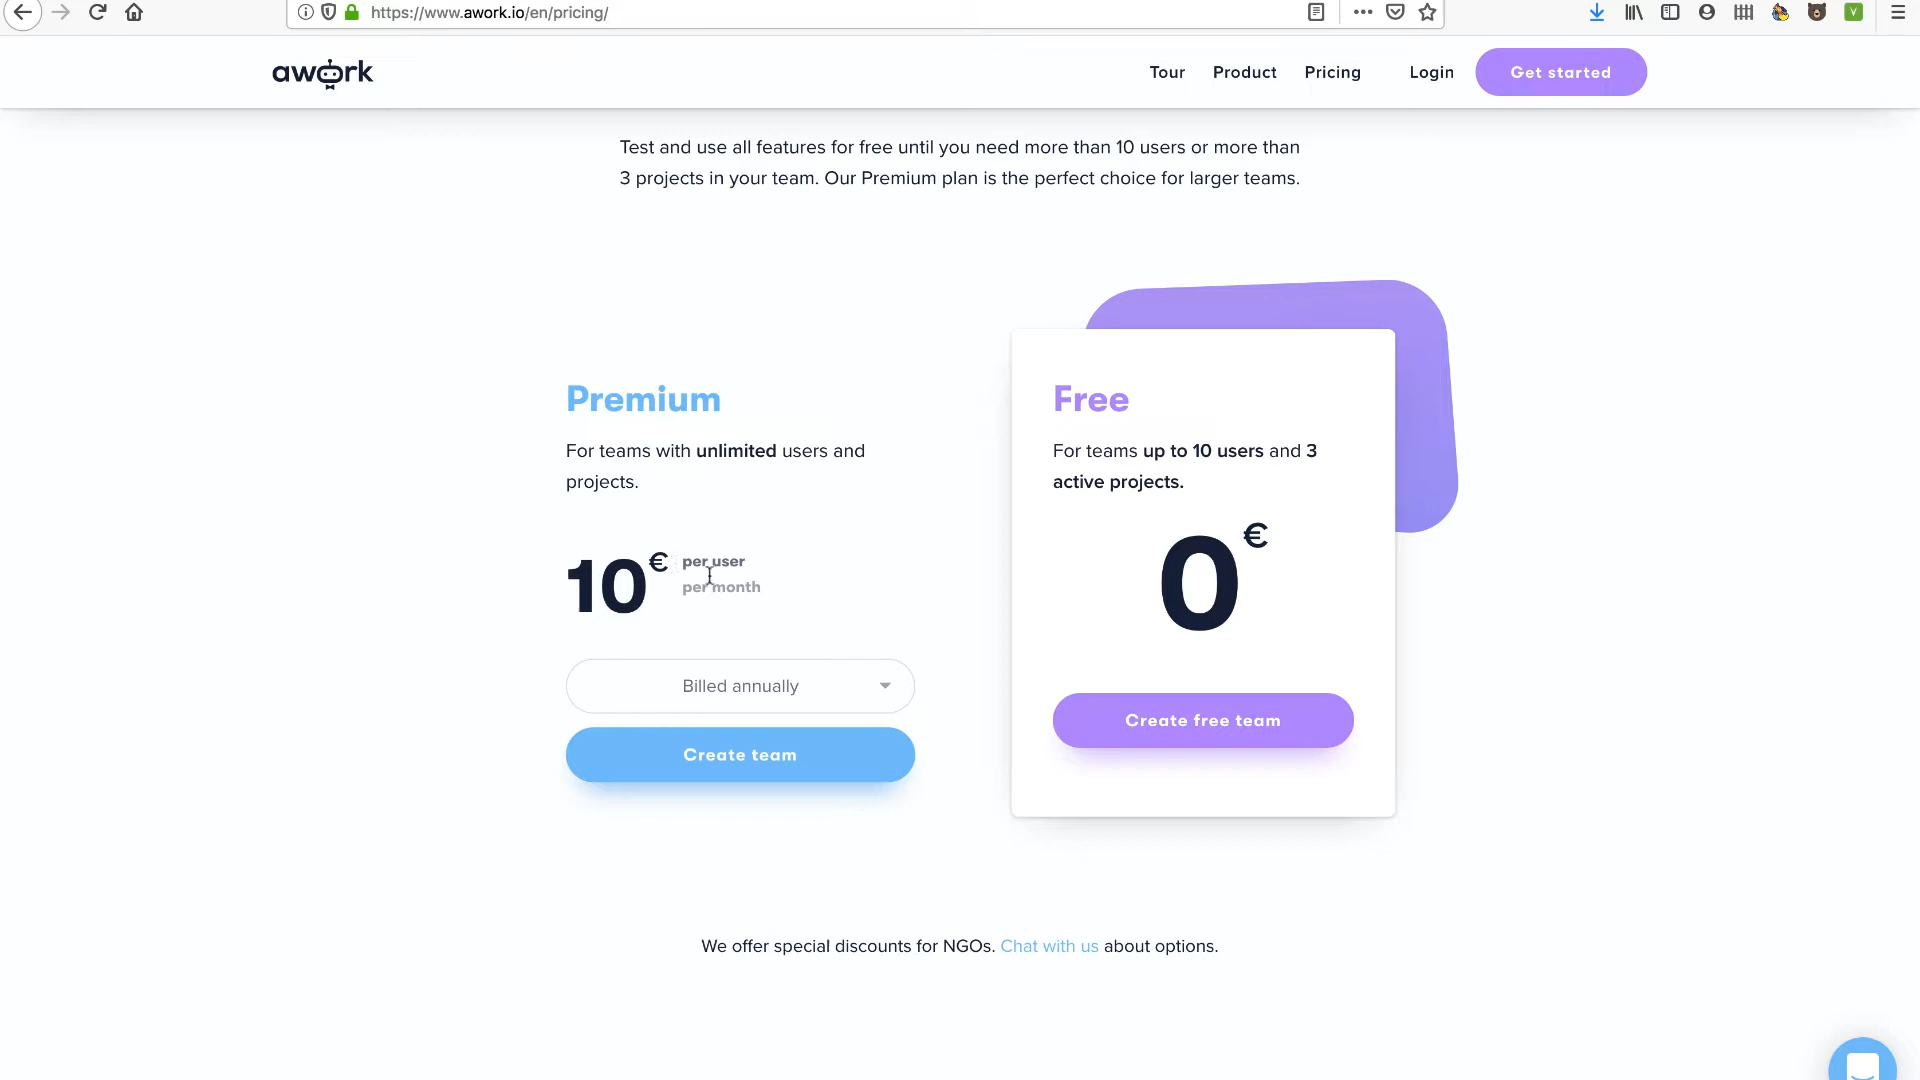 https://www.awork.io/en/pricing/
awork
Tour
Product
Pricing
Login
Get started
Test and use all features for free until you need more than 10 users or more than
3 projects in your team. Our Premium plan is the perfect choice for larger teams.
Premium
For teams with unlimited users and
projects.
10€ per user
per month
Billed annually
Create team
Free
For teams up to 10 users and 3
active projects.
0€
Create free team
We offer special discounts for NGOs. Chat with us about options.